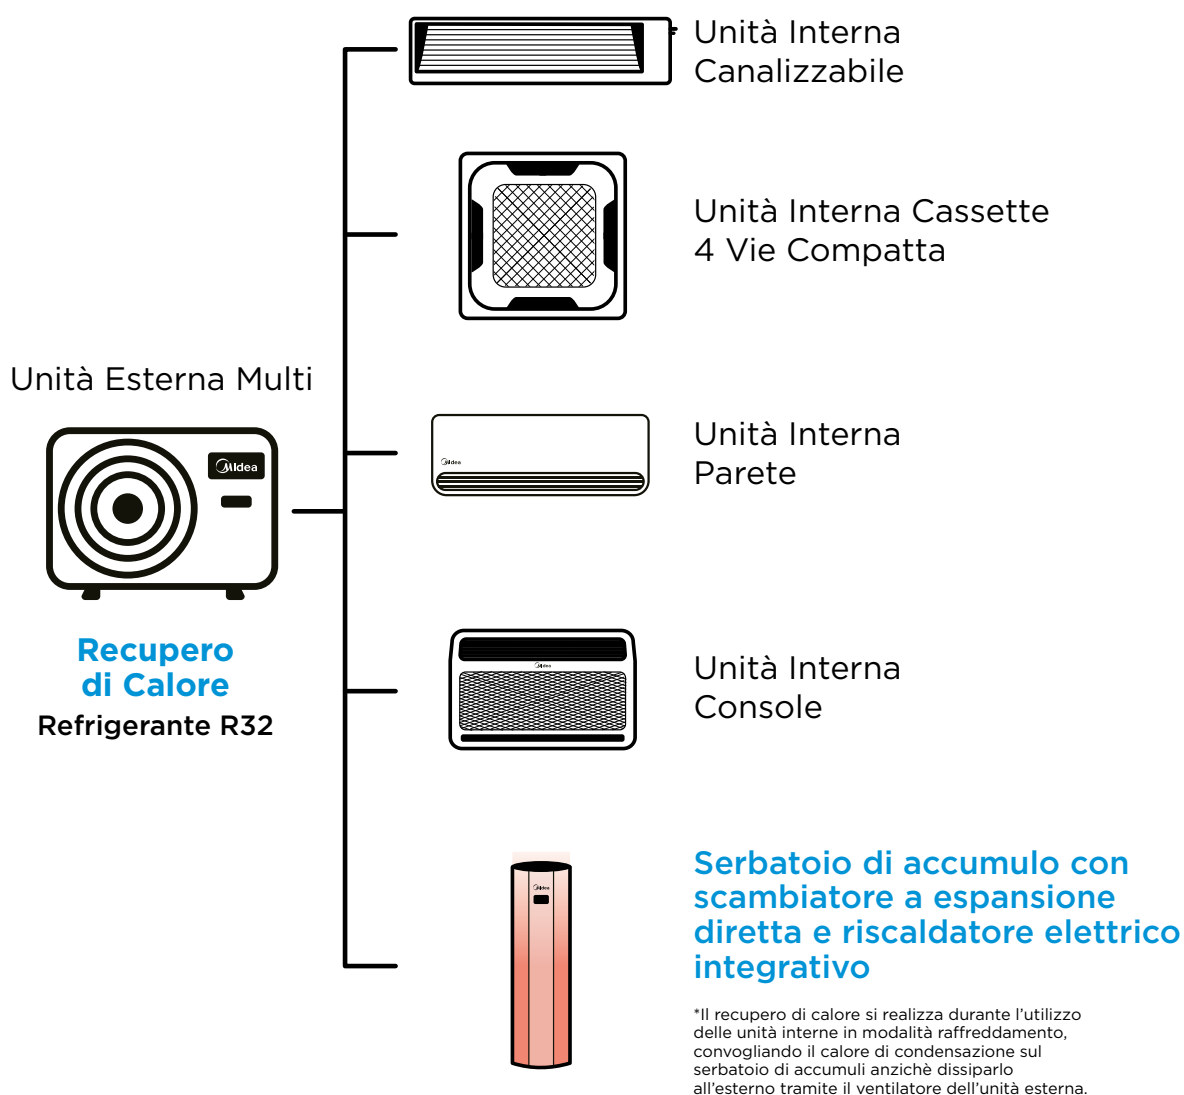 Unità Interna
Canalizzabile
Unità Interna Cassette
4 Vie Compatta
Unità Esterna Multi
Midea
Recupero
di Calore
Refrigerante R32
Midea
Unità Interna
Parete
Midea
Unità Interna
Console
Midea
Serbatoio di accumulo con
scambiatore a espansione
diretta e riscaldatore elettrico
integrativo
*Il recupero di calore si realizza durante l'utilizzo
delle unità interne in modalità raffreddamento,
convogliando il calore di condensazione sul
serbatoio di accumuli anzichè dissiparlo
all'esterno tramite il ventilatore dell'unità esterna.